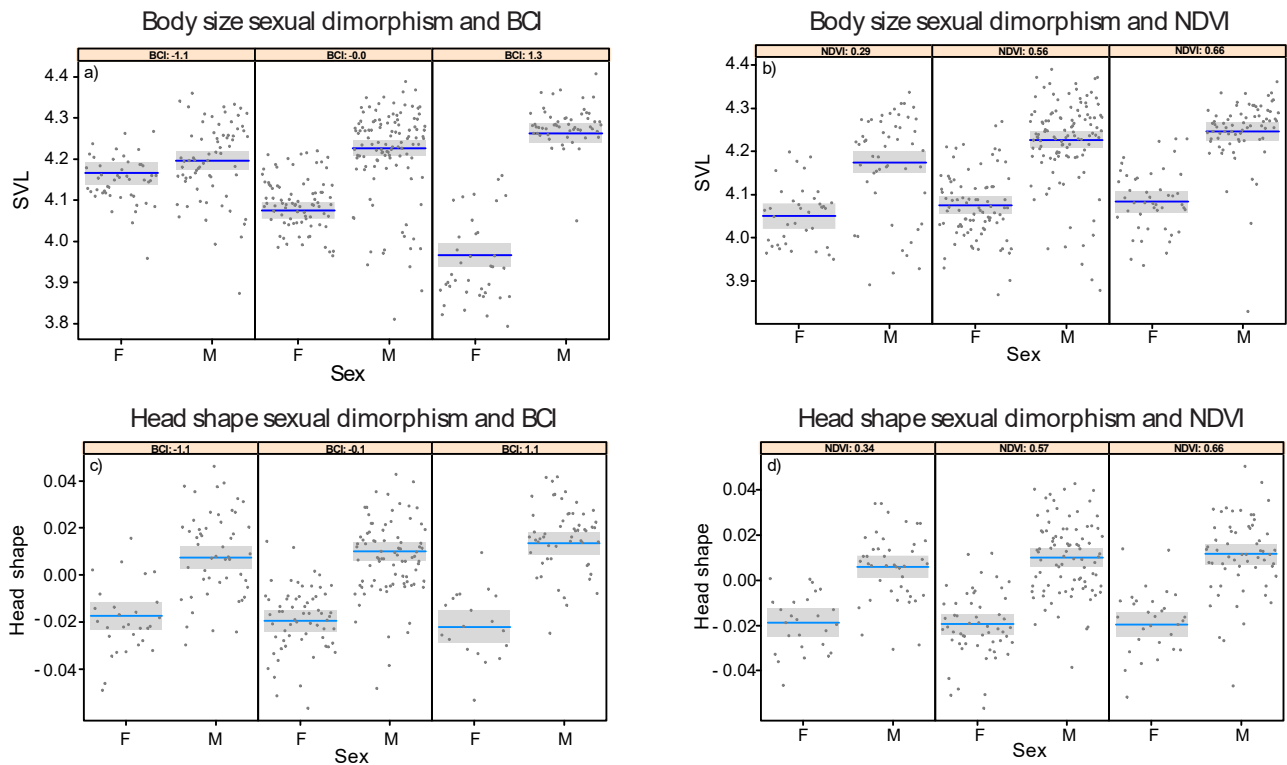 Body size sexual dimorphism and BCI
BCI: -1.1 BCI: -0.0 BCI: 1.3
a)
4.4
4.3
4.2
4.1
4.0
3.9
3.8
SVL
F M F M F M
Sex
Body size sexual dimorphism and NDVI
NDVI: 0.29 NDVI: 0.56 NDVI: 0.66
b)
4.4
4.3
4.2
4.1
4.0
3.9
SVL
F M F M F M
Sex
Head shape sexual dimorphism and BCI
BCI: -1.1 BCI: -0.1 BCI: 1.1
c)
0.04
0.02
0.00
- 0.02
- 0.04
Head shape
F M F M F M
Sex
Head shape sexual dimorphism and NDVI
NDVI: 0.34 NDVI: 0.57 NDVI: 0.66
d)
0.04
0.02
0.00
- 0.02
- 0.04
Head shape
F M F M F M
Sex